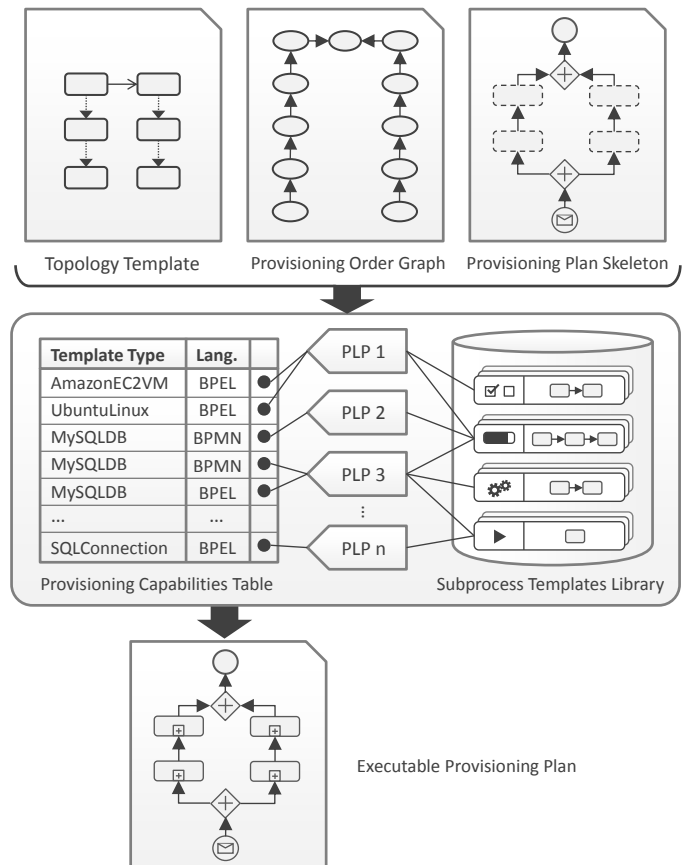 Topology Template
Provisioning Order Graph
Provisioning Plan Skeleton
Template Type Lang.
AmazonEC2VM BPEL
UbuntuLinux BPEL
MySQLDB BPMN
MySQLDB BPMN
MySQLDB BPEL
... ...
SQLConnection BPEL
PLP 1
PLP 2
PLP 3
...
PLP n
Provisioning Capabilities Table
Subprocess Templates Library
Executable Provisioning Plan